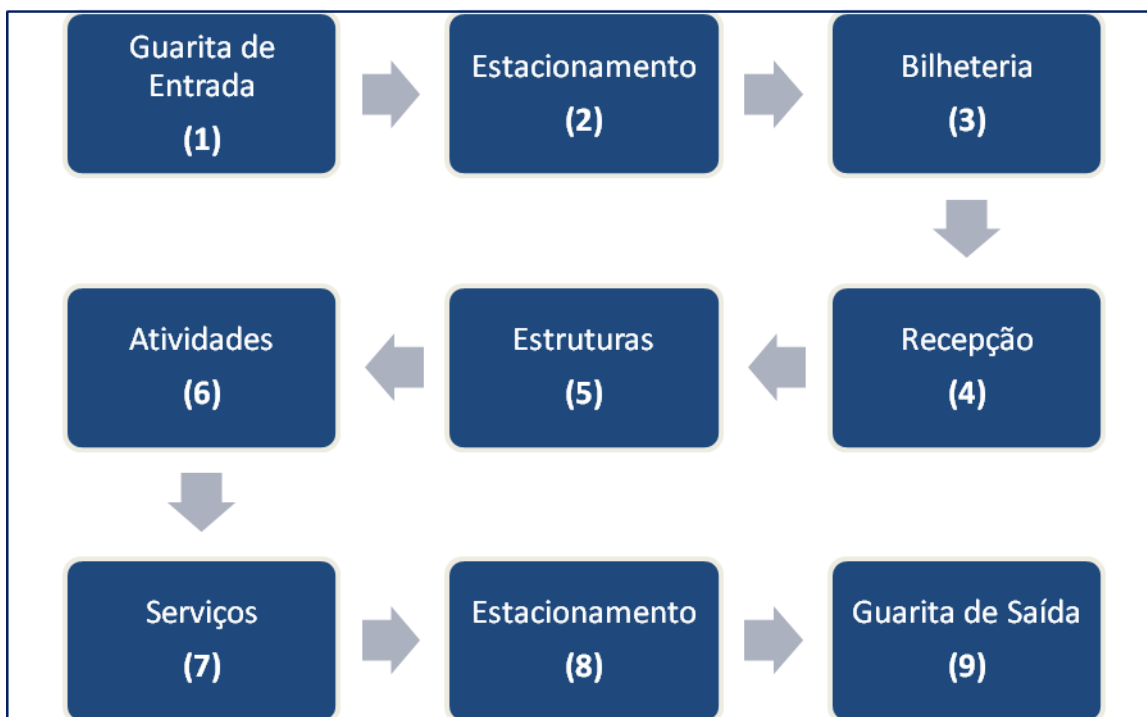 Guarita de
Entrada
(1)
Estacionamento
(2)
Bilheteria
(3)
Recepção
(4)
Estruturas
(5)
Atividades
(6)
Serviços
(7)
Estacionamento
(8)
Guarita de Saída
(9)